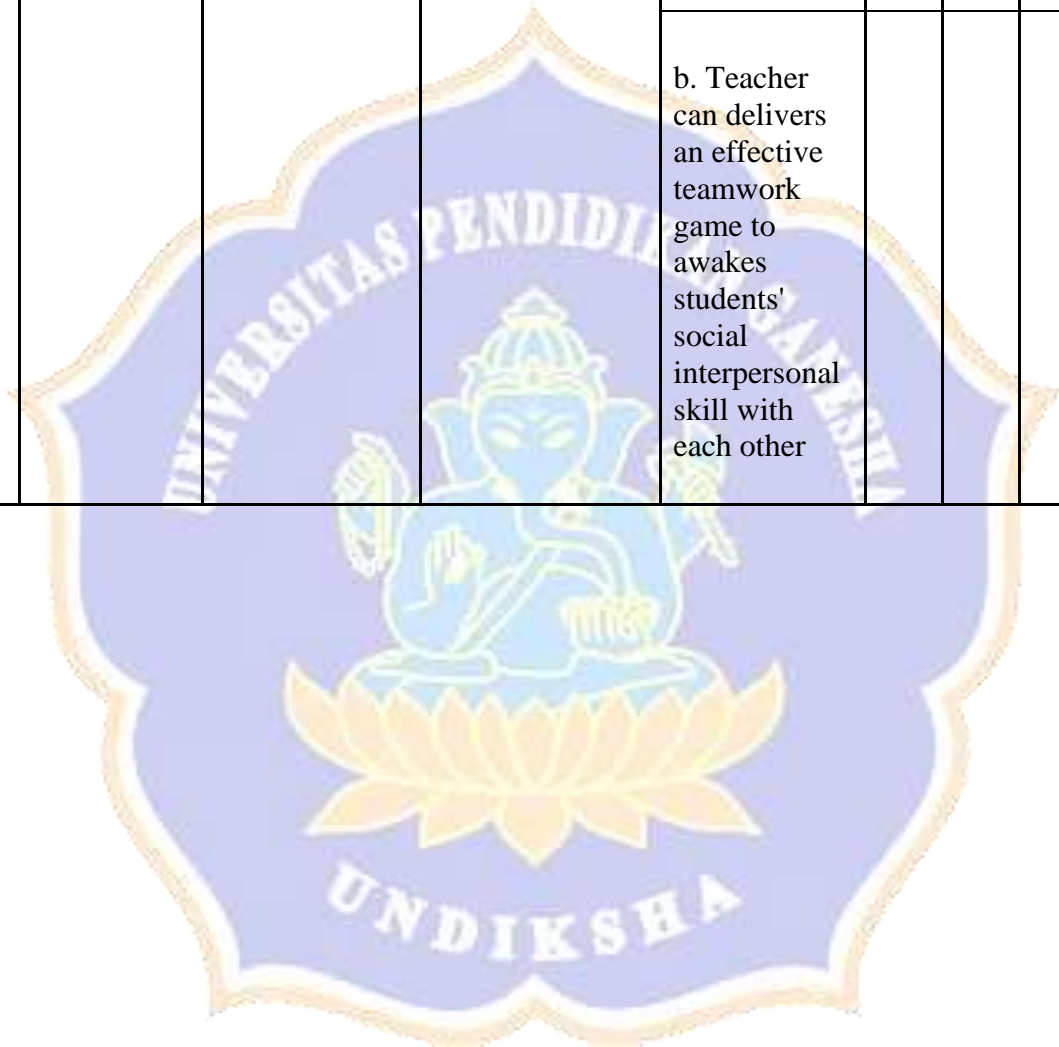 b. Teacher
can delivers
an effective
teamwork
game to
awakes
students'
social
interpersonal
skill with
each other
UNIVERSITAS PENDIDIKAN GANESHA
UNDIKSHA